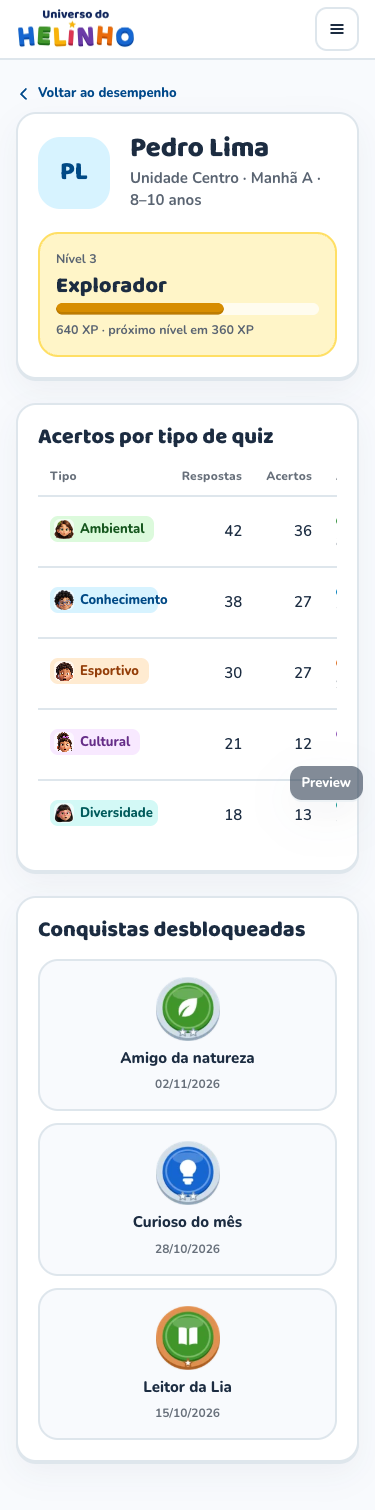 Universo do
HELINHO
Voltar ao desempenho
PL
Pedro Lima
Unidade Centro · Manhã A ·
8–10 anos
Nível 3
Explorador
640 XP · próximo nível em 360 XP
Acertos por tipo de quiz
Tipo Respostas Acertos
Ambiental 42 36
Conhecimento 38 27
Esportivo 30 27
Cultural 21 12
Preview
Diversidade 18 13
Conquistas desbloqueadas
Amigo da natureza
02/11/2026
Curioso do mês
28/10/2026
Leitor da Lia
15/10/2026